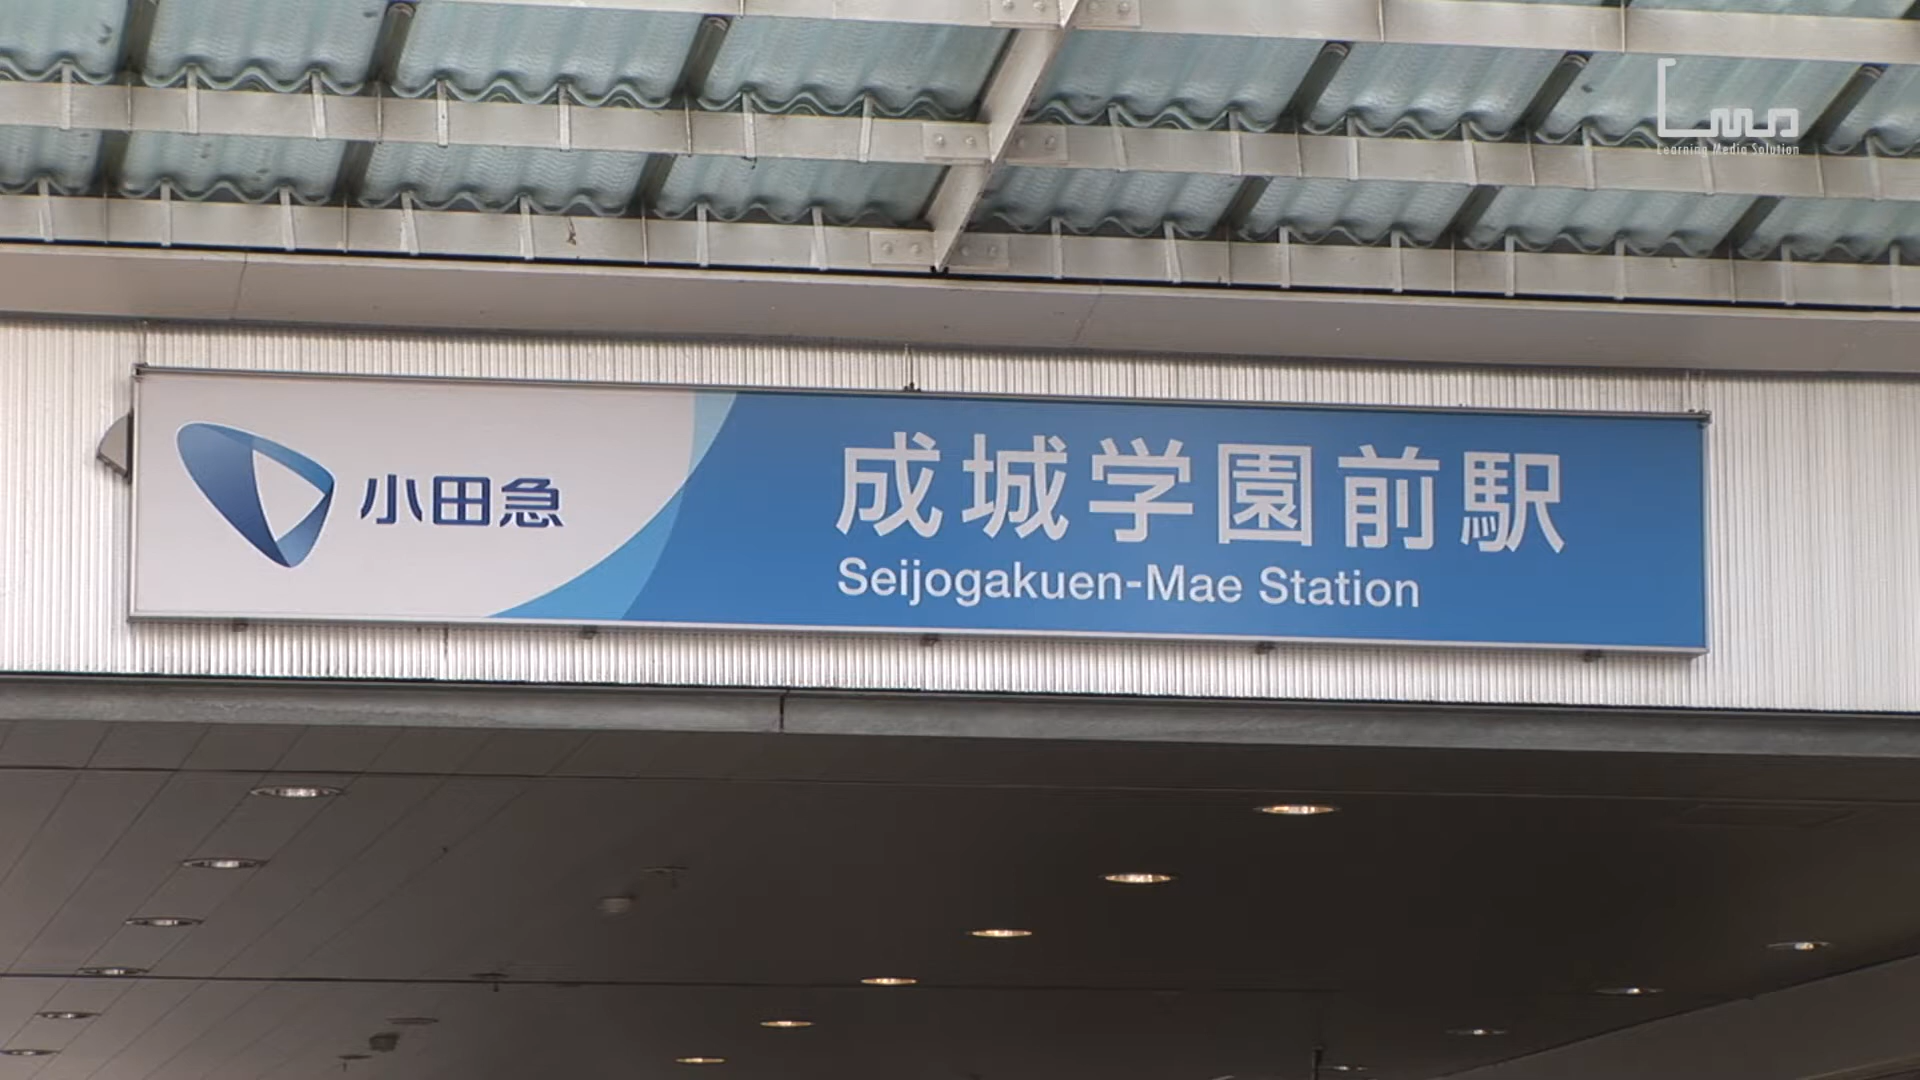 Learning Media Solution
小田急
成城学園前駅
Seijogakuen-Mae Station